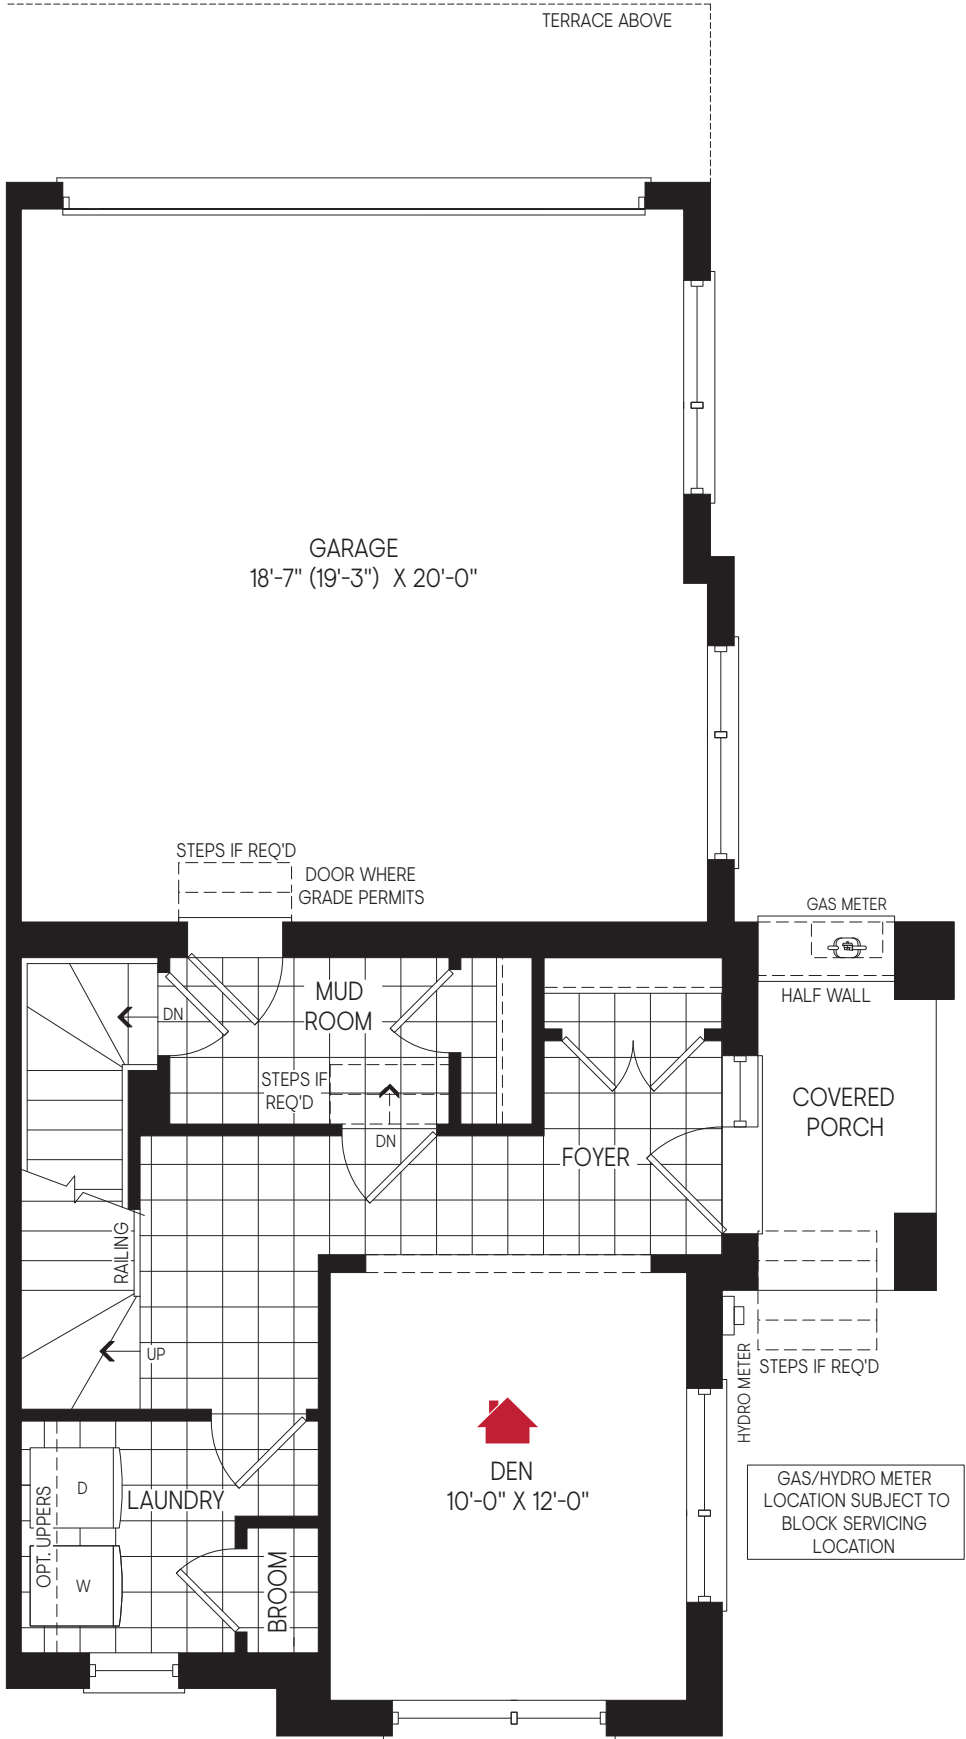 TERRACE ABOVE
GARAGE
18'-7" (19'-3") X 20'-0"
STEPS IF REQ'D
DOOR WHERE
GRADE PERMITS
GAS METER
HALF WALL
MUD
ROOM
DN
STEPS IF
REQ'D
DN
COVERED
PORCH
FOYER
RAILING
UP
HYDRO METER
STEPS IF REQ'D
DEN
10'-0" X 12'-0"
GAS/HYDRO METER
LOCATION SUBJECT TO
BLOCK SERVICING
LOCATION
D
LAUNDRY
OPT. UPPERS
W
BROOM